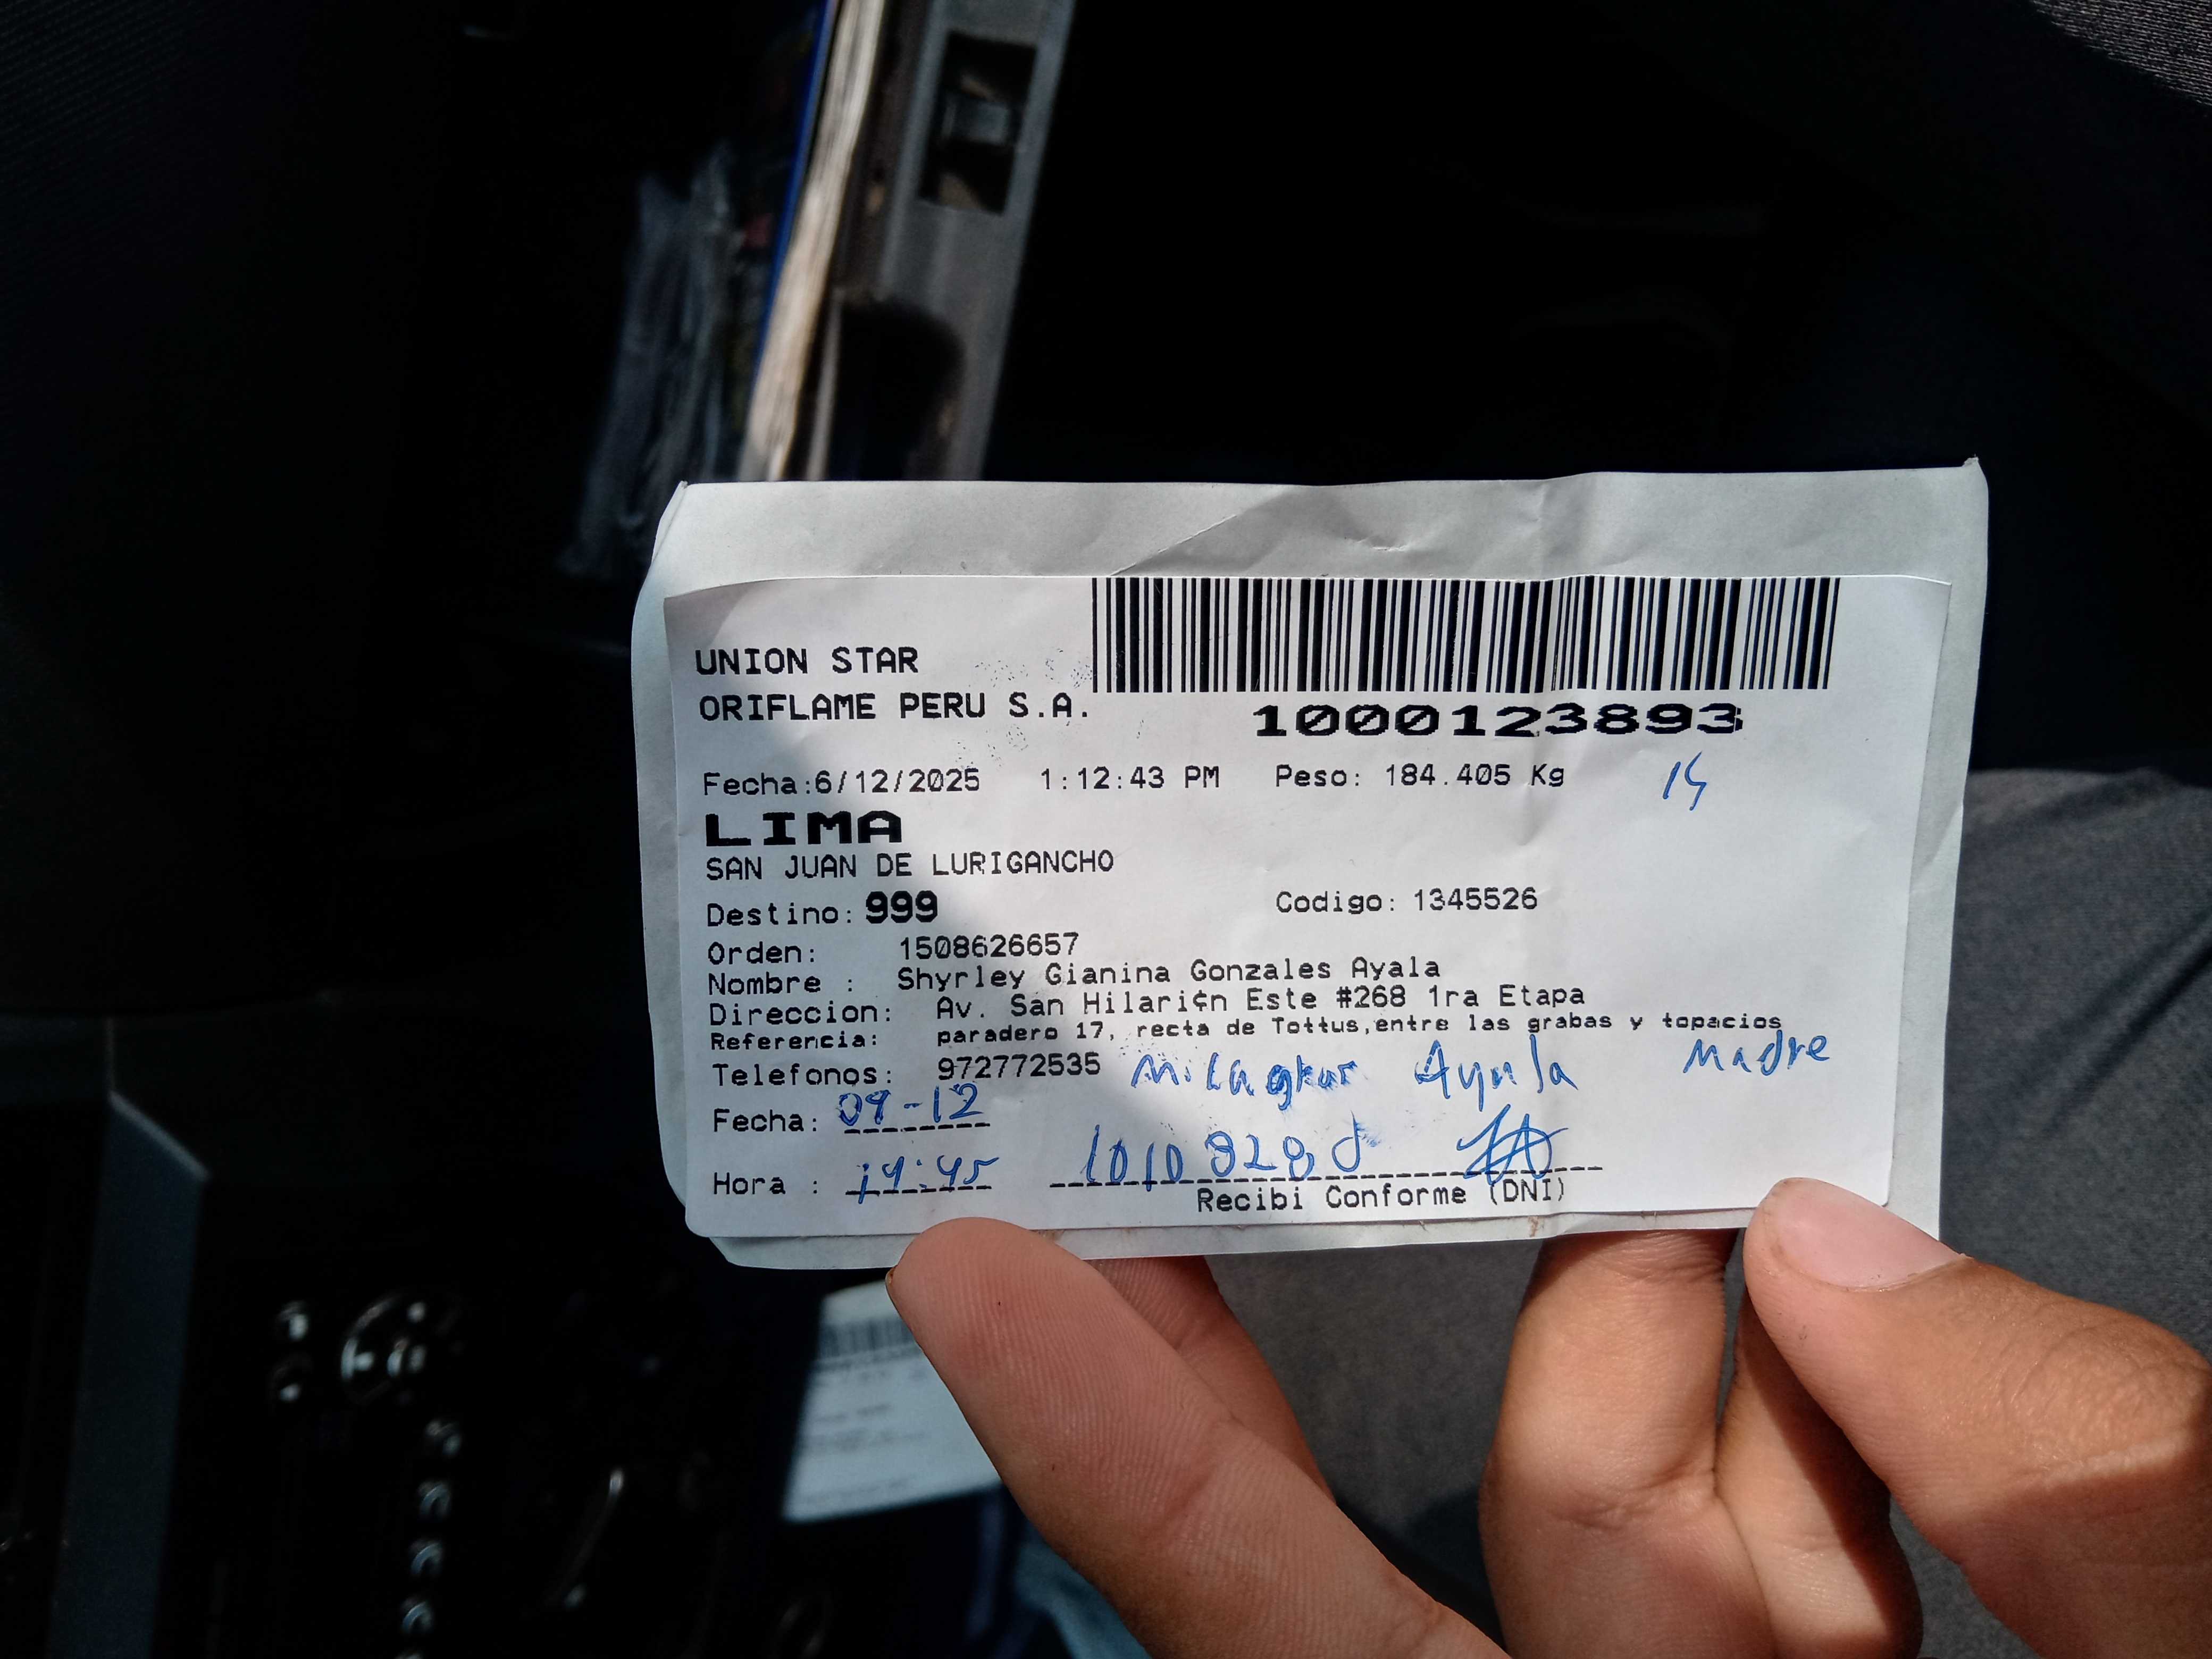 UNION STAR
ORIFLAME PERU S.A.
1000123893
Fecha:6/12/2025 1:12:43 PM Peso: 184.405 Kg
LIMA
SAN JUAN DE LURIGANCHO
Destino: 999 Codigo: 1345526
Orden: 1508626657
Nombre : Shyrley Gianina Gonzales Ayala
Direccion: Av. San Hilari¢n Este #268 1ra Etapa
Referencia: paradero 17, recta de Tottus,entre las grabas y topacios
Telefonos: 972772535 Ayala Madre
Fecha: 09-12
Hora : 14:45
Recibi Conforme (DNI)